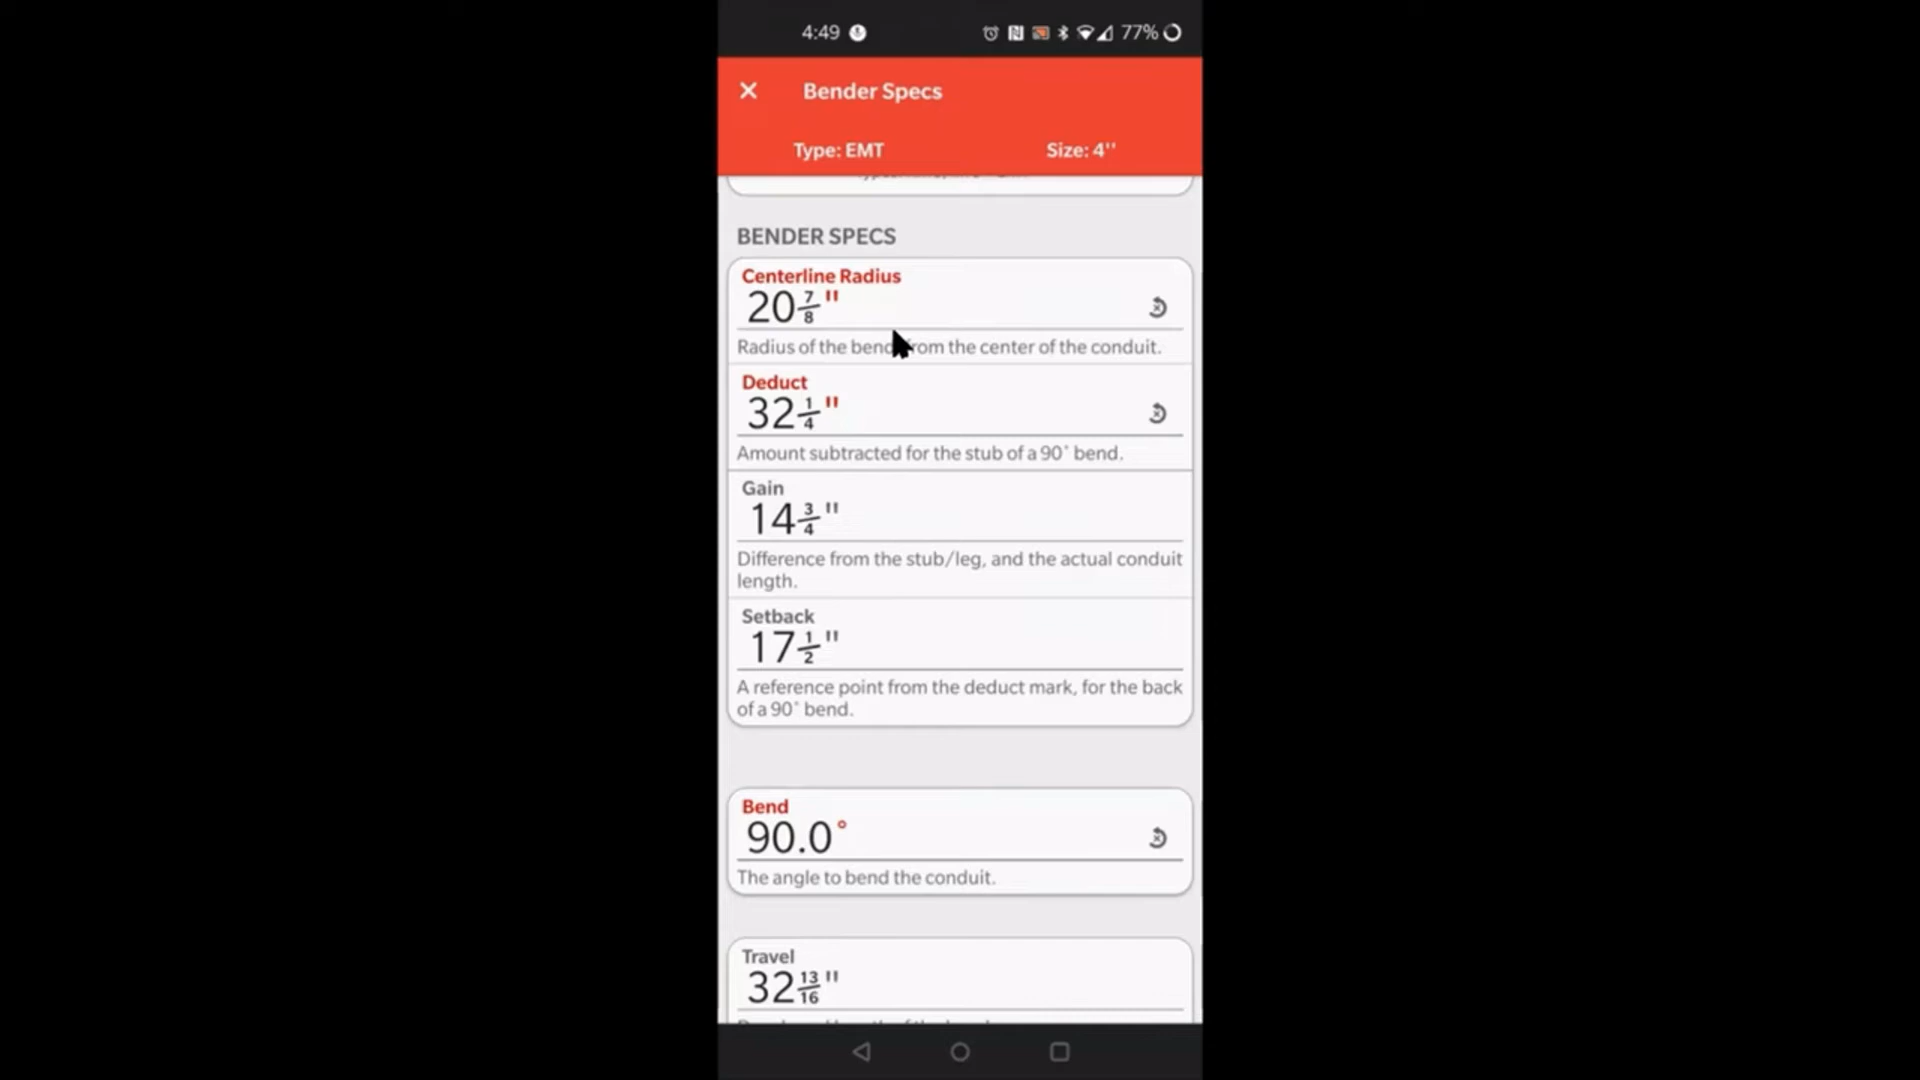 4:49 77%
Bender Specs
Type: EMT Size: 4''
BENDER SPECS
Centerline Radius
20 7/8"
Radius of the bend from the center of the conduit.
Deduct
32 1/4"
Amount subtracted for the stub of a 90° bend.
Gain
14 3/4"
Difference from the stub/leg, and the actual conduit
length.
Setback
17 1/2"
A reference point from the deduct mark, for the back
of a 90° bend.
Bend
90.0°
The angle to bend the conduit.
Travel
32 13/16"